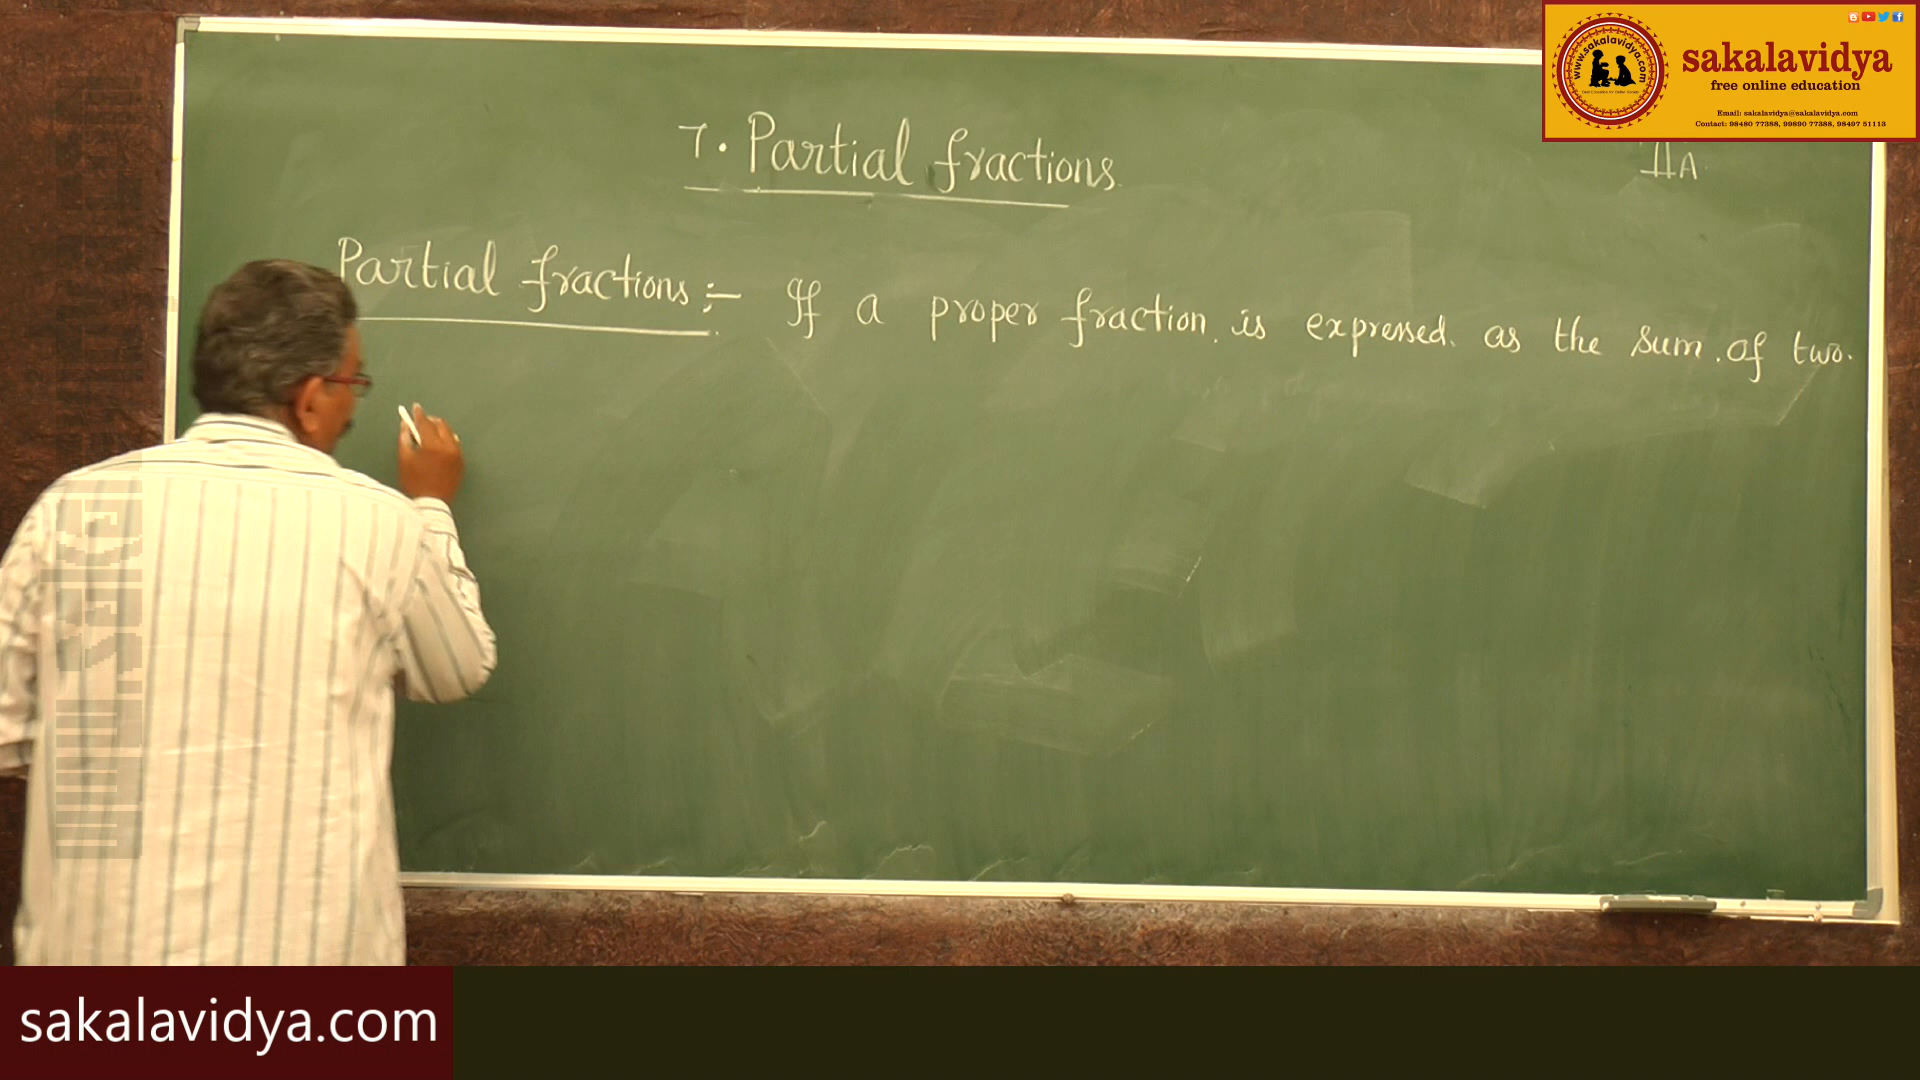 www.sakalavidya.com
sakalavidya
free online education
Email: sakalavidya@sakalavidya.com
Contact: 98480 77388, 99890 77388, 98497 51113
IIA
7. Partial fractions
Partial fractions :- If a proper fraction is expressed as the sum of two
sakalavidya.com